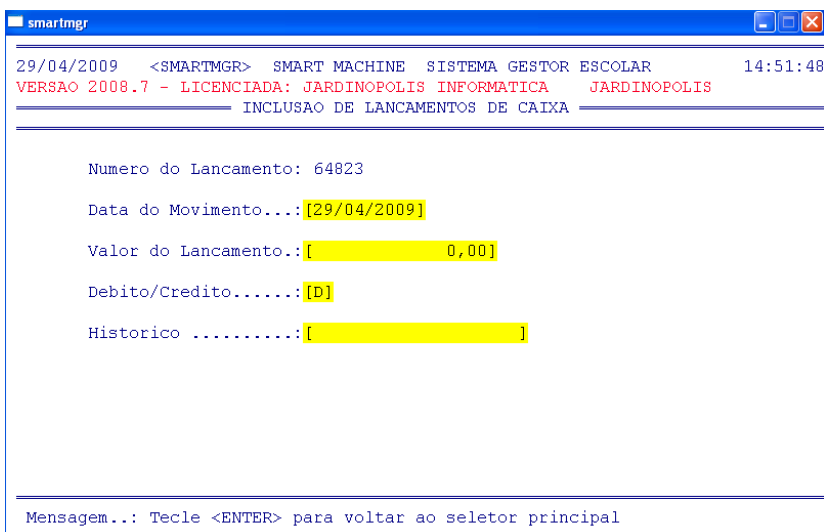 smartmgr
29/04/2009 <SMARTMGR> SMART MACHINE SISTEMA GESTOR ESCOLAR 14:51:48
VERSAO 2008.7 - LICENCIADA: JARDINOPOLIS INFORMATICA JARDINOPOLIS
INCLUSAO DE LANCAMENTOS DE CAIXA
Numero do Lancamento: 64823
Data do Movimento...:[29/04/2009]
Valor do Lancamento.:[ 0,00]
Debito/Credito......:[D]
Historico ..........:[ ]
Mensagem..: Tecle <ENTER> para voltar ao seletor principal